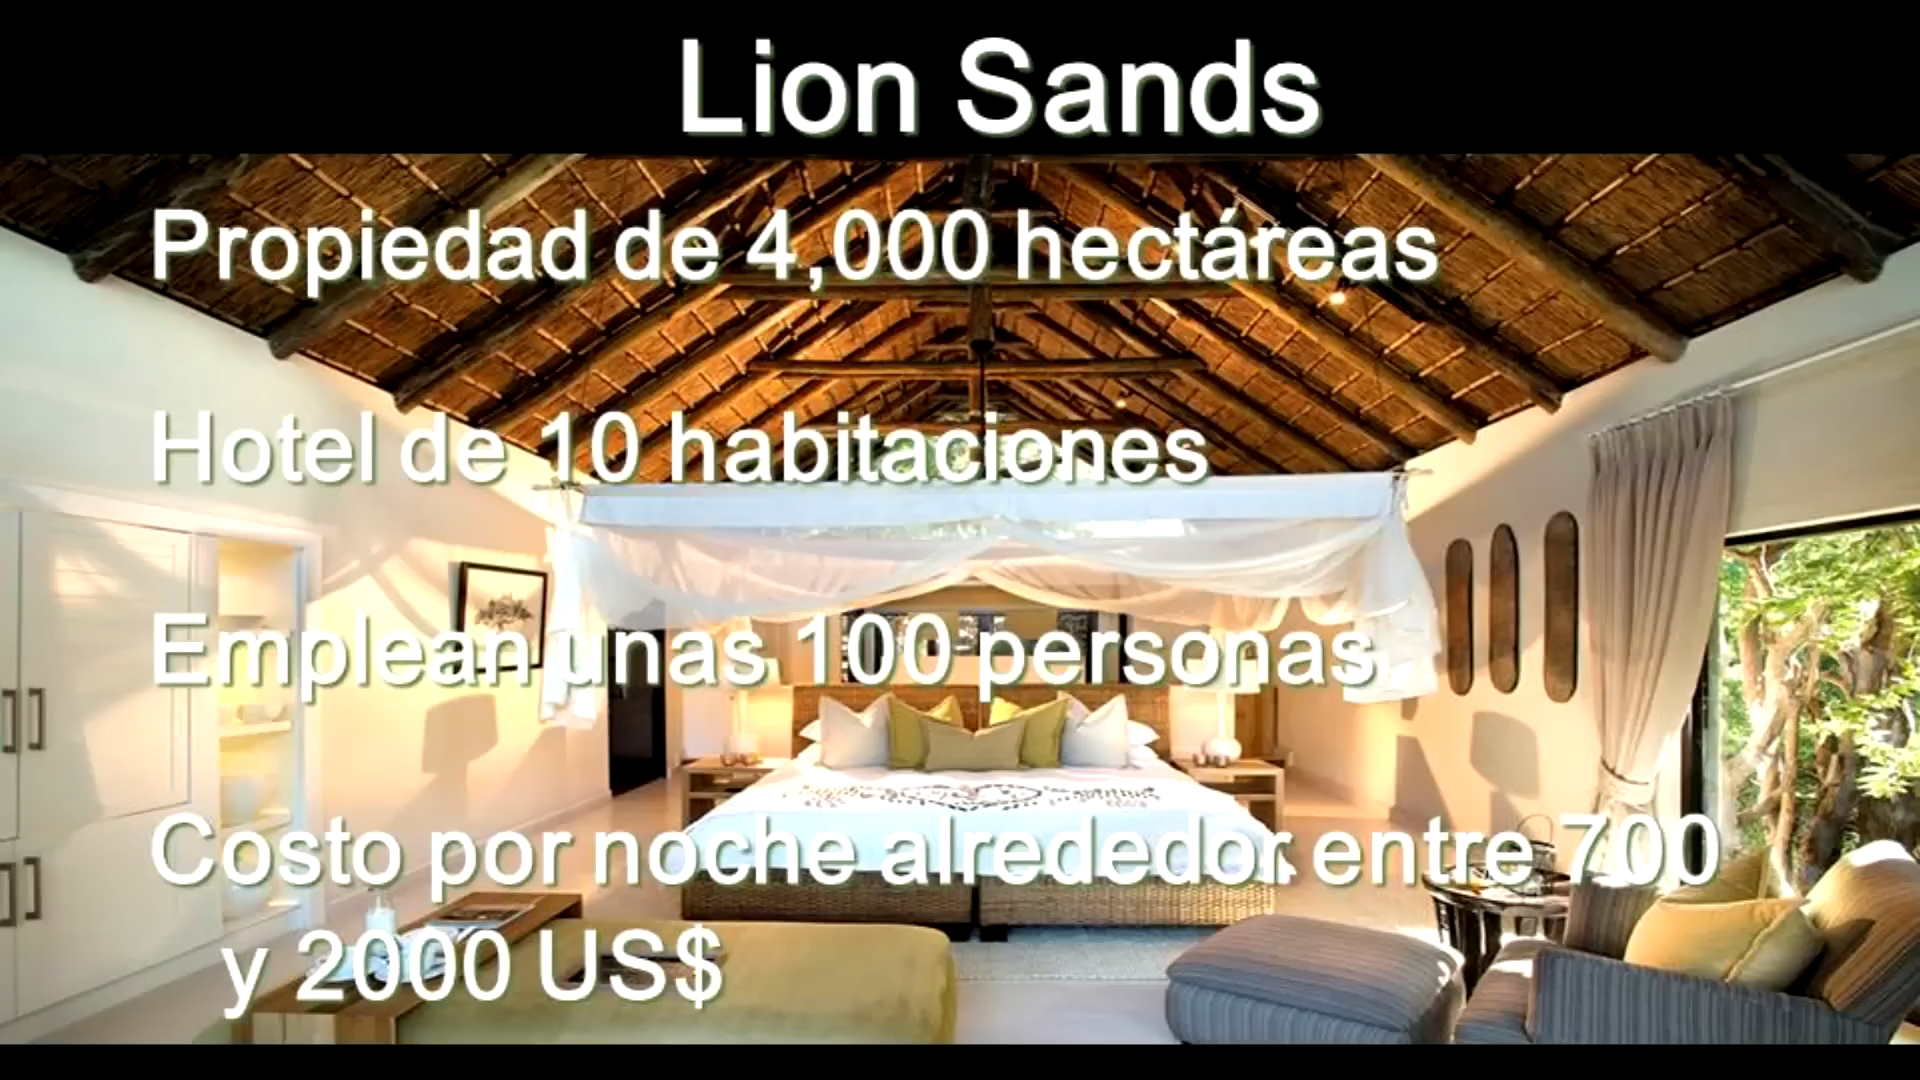 Lion Sands
Propiedad de 4,000 hectáreas
Hotel de 10 habitaciones
Emplean unas 100 personas
Costo por noche alrededor entre 700
y 2000 US$